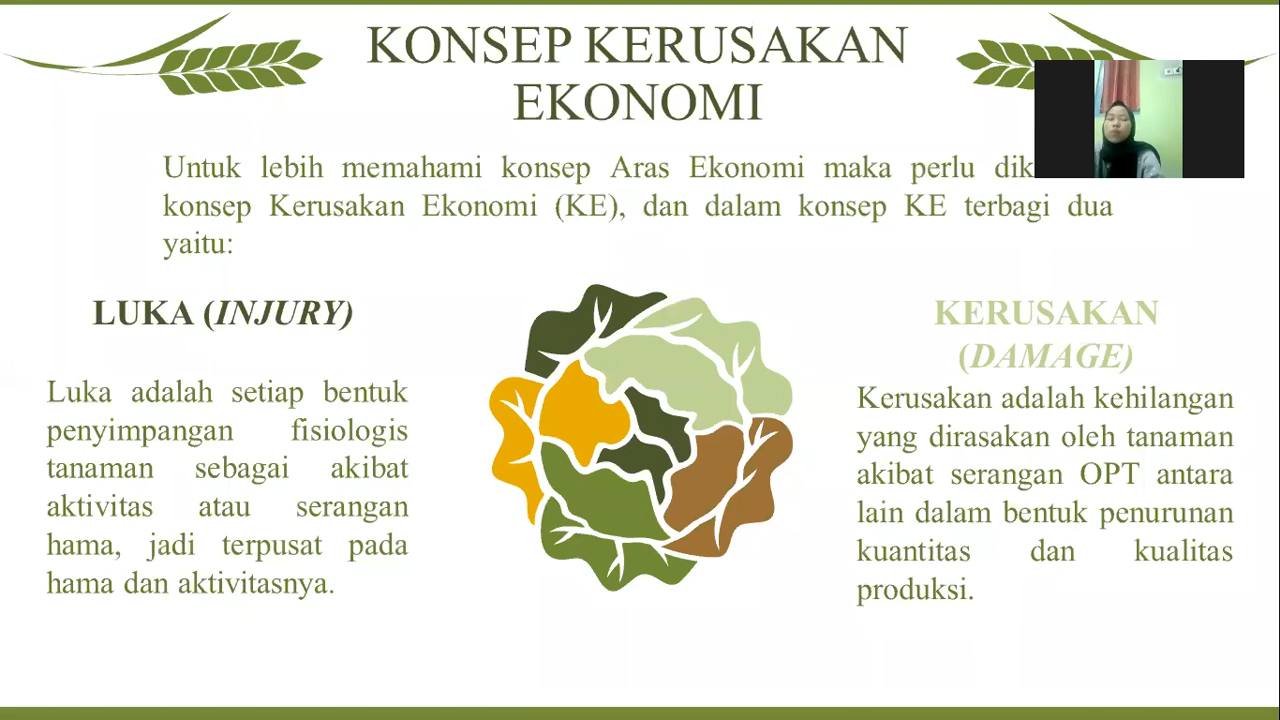 KONSEP KERUSAKAN
EKONOMI
Untuk lebih memahami konsep Aras Ekonomi maka perlu
konsep Kerusakan Ekonomi (KE), dan dalam konsep KE terbagi dua
yaitu:
LUKA (INJURY)
Luka adalah setiap bentuk
penyimpangan fisiologis
tanaman sebagai akibat
aktivitas atau serangan
hama, jadi terpusat pada
hama dan aktivitasnya.
KERUSAKAN
(DAMAGE)
Kerusakan adalah kehilangan
yang dirasakan oleh tanaman
akibat serangan OPT antara
lain dalam bentuk penurunan
kuantitas dan kualitas
produksi.